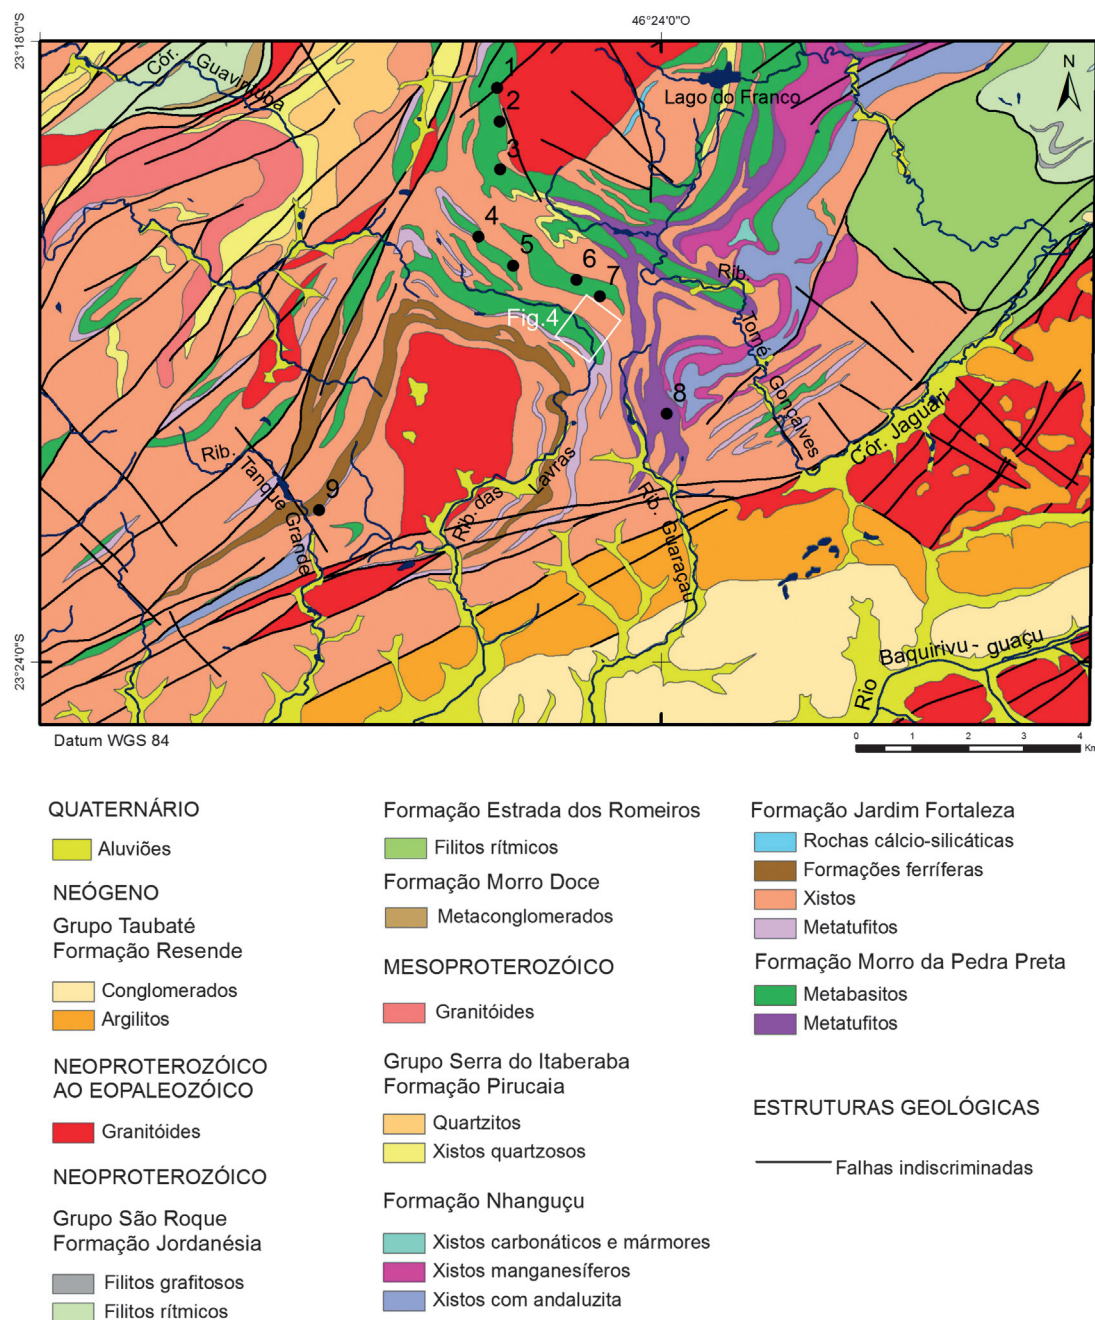 46°24'0"O
23°18'0"S
Cór. Guavirituba
N
Lago do Franco
1
2
3
4
5
6
7
Rib. Tomé Gonçalves
Fig.4
8
Cór. Jaguari
Rib. Tanque Grande
9
Rib. das Lavras
Rib. Guaraçau
23°24'0"S
Rio Baquirivu - guaçu
Datum WGS 84
0 1 2 3 4
Km
QUATERNÁRIO
Aluviões
NEÓGENO
Grupo Taubaté
Formação Resende
Conglomerados
Argilitos
NEOPROTEROZÓICO
AO EOPALEOZÓICO
Granitóides
NEOPROTEROZÓICO
Grupo São Roque
Formação Jordanésia
Filitos grafitosos
Filitos rítmicos
Formação Estrada dos Romeiros
Filitos rítmicos
Formação Morro Doce
Metaconglomerados
MESOPROTEROZÓICO
Granitóides
Grupo Serra do Itaberaba
Formação Pirucaia
Quartzitos
Xistos quartzosos
Formação Nhanguçu
Xistos carbonáticos e mármores
Xistos manganesíferos
Xistos com andaluzita
Formação Jardim Fortaleza
Rochas cálcio-silicáticas
Formações ferríferas
Xistos
Metatufitos
Formação Morro da Pedra Preta
Metabasitos
Metatufitos
ESTRUTURAS GEOLÓGICAS
Falhas indiscriminadas